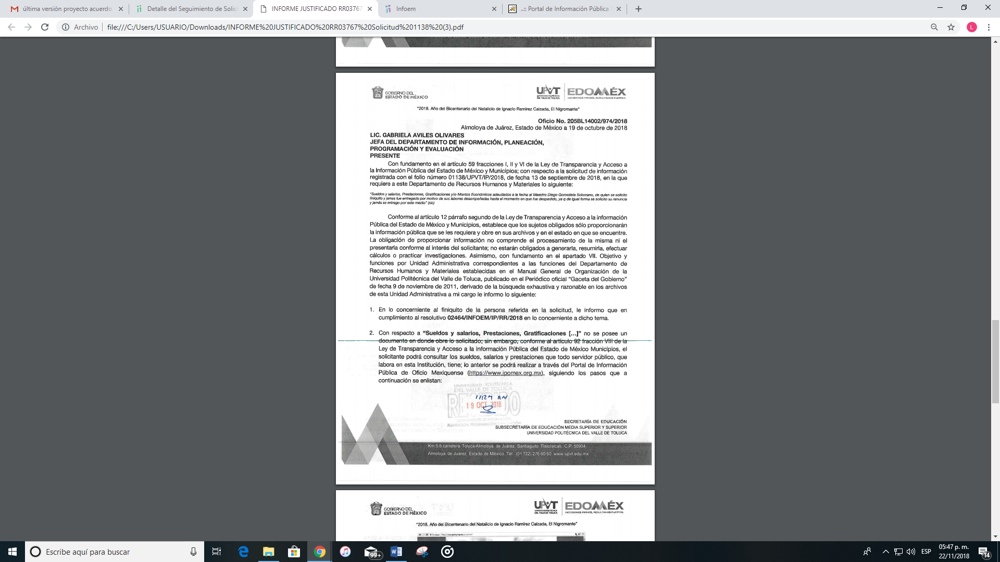 última versión proyecto acuerdo
Detalle del Seguimiento de Solici
INFORME JUSTIFICADO RR03767
Infoem
..:: Portal de Información Pública
Archivo
file:///C:/Users/USUARIO/Downloads/INFORME%20JUSTIFICADO%20RR03767%20Solicitud%201138%20(3).pdf
L
GOBIERNO DEL
ESTADO DE MÉXICO
UPVT
UNIVERSIDAD POLITÉCNICA
DEL VALLE DE TOLUCA
EDOMÉX
DECISIONES FIRMES, RESULTADOS FUERTES.
"2018. Año del Bicentenario del Natalicio de Ignacio Ramírez Calzada, El Nigromante"
Oficio No. 205BL14002/974/2018
Almoloya de Juárez, Estado de México a 19 de octubre de 2018
LIC. GABRIELA AVILES OLIVARES
JEFA DEL DEPARTAMENTO DE INFORMACIÓN, PLANEACIÓN,
PROGRAMACIÓN Y EVALUACIÓN
PRESENTE
Con fundamento en el artículo 59 fracciones I, II y VI de la Ley de Transparencia y Acceso a
la Información Pública del Estado de México y Municipios; con respecto a la solicitud de información
registrada con el folio número 01138/UPVT/IP/2018, de fecha 13 de septiembre de 2018, en la que
requiere a este Departamento de Recursos Humanos y Materiales lo siguiente:
"Sueldos y salarios, Prestaciones, Gratificaciones y/o Montos Económicos adeudados a la fecha al Maestro Diego Gorostieta Solorzano, de quien se solicito
finiquito y jamas fue entregado por motivo de sus labores desempeñadas hasta el momento en que fue despedido, ya q de igual forma se solicito su renuncia
y jamás se entrego por este medio" (sic)
Conforme al artículo 12 párrafo segundo de la Ley de Transparencia y Acceso a la información
Pública del Estado de México y Municipios, establece que los sujetos obligados sólo proporcionarán
la información pública que se les requiera y obre en sus archivos y en el estado en que se encuentre.
La obligación de proporcionar información no comprende el procesamiento de la misma ni el
presentarla conforme al interés del solicitante; no estarán obligados a generarla, resumirla, efectuar
cálculos o practicar investigaciones. Asimismo, con fundamento en el apartado VII. Objetivo y
funciones por Unidad Administrativa correspondientes a las funciones del Departamento de
Recursos Humanos y Materiales establecidas en el Manual General de Organización de la
Universidad Politécnica del Valle de Toluca, publicado en el Periódico oficial "Gaceta del Gobierno"
de fecha 9 de noviembre de 2011, derivado de la búsqueda exhaustiva y razonable en los archivos
de esta Unidad Administrativa a mi cargo le informo lo siguiente:
1. En lo concerniente al finiquito de la persona referida en la solicitud, le informo que en
cumplimiento al resolutivo 02464/INFOEM/IP/RR/2018 en lo concerniente a dicho tema.
2. Con respecto a "Sueldos y salarios, Prestaciones, Gratificaciones [...]" no se posee un
documento en donde obre lo solicitado; sin embargo, conforme al artículo 92 fracción VIII de la
Ley de Transparencia y Acceso a la información Pública del Estado de México Municipios, el
solicitante podrá consultar los sueldos, salarios y prestaciones que todo servidor público, que
labora en esta Institución, tiene; lo anterior se podrá realizar a través del Portal de Información
Pública de Oficio Mexiquense (https://www.ipomex.org.mx), siguiendo los pasos que a
continuación se enlistan:
UNIVERSIDAD POLITÉCNICA
DEL VALLE DE TOLUCA
RECIBIDO
11:24 AM
19 OCT 2018
DEPARTAMENTO DE INFORMACIÓN,
PLANEACIÓN, PROGRAMACIÓN Y EVALUACIÓN
SECRETARÍA DE EDUCACIÓN
SUBSECRETARÍA DE EDUCACIÓN MEDIA SUPERIOR Y SUPERIOR
UNIVERSIDAD POLITÉCNICA DEL VALLE DE TOLUCA
Km 5.6 carretera Toluca-Almoloya de Juárez. Santiaguito Tlalcilalcali. C.P. 50904,
Almoloya de Juárez. Estado de México. Tel.: (01 722) 276 60 60. www.upvt.edu.mx
GOBIERNO DEL
ESTADO DE MÉXICO
UPVT
UNIVERSIDAD POLITÉCNICA
DEL VALLE DE TOLUCA
EDOMÉX
DECISIONES FIRMES, RESULTADOS FUERTES.
"2018. Año del Bicentenario del Natalicio de Ignacio Ramírez Calzada, El Nigromante"
Escribe aquí para buscar
99+
ESP
05:47 p. m.
22/11/2018
14